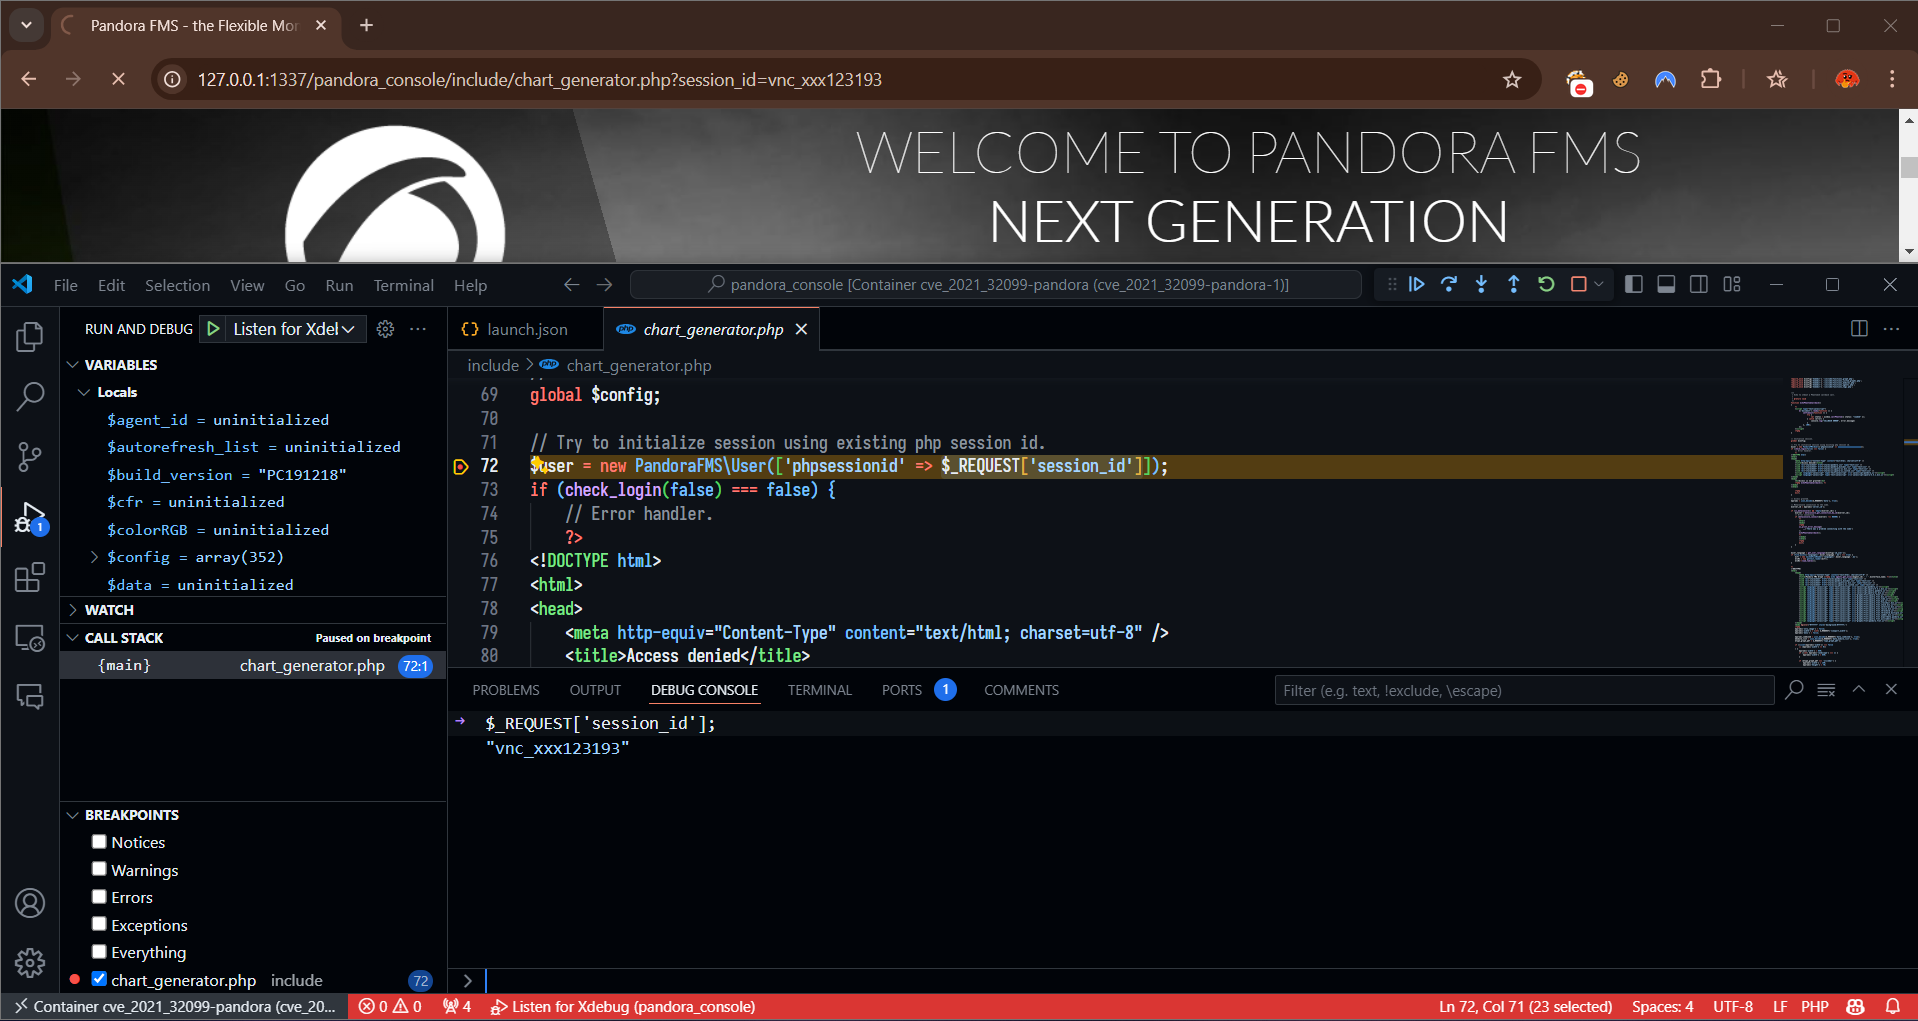 Pandora FMS - the Flexible Mor
127.0.0.1:1337/pandora_console/include/chart_generator.php?session_id=vnc_xxx123193
WELCOME TO PANDORA FMS
NEXT GENERATION
File Edit Selection View Go Run Terminal Help
pandora_console [Container cve_2021_32099-pandora (cve_2021_32099-pandora-1)]
RUN AND DEBUG Listen for Xdel
launch.json chart_generator.php
include > chart_generator.php
VARIABLES
Locals
$agent_id = uninitialized
$autorefresh_list = uninitialized
$build_version = "PC191218"
$cfr = uninitialized
$colorRGB = uninitialized
$config = array(352)
$data = uninitialized
WATCH
CALL STACK Paused on breakpoint
{main} chart_generator.php 72:1
BREAKPOINTS
Notices
Warnings
Errors
Exceptions
Everything
chart_generator.php include 72
1
69 global $config;
70
71 // Try to initialize session using existing php session id.
72 $user = new PandoraFMS\User(['phpsessionid' => $_REQUEST['session_id']]);
73 if (check_login(false) === false) {
74 // Error handler.
75 ?>
76 <!DOCTYPE html>
77 <html>
78 <head>
79 <meta http-equiv="Content-Type" content="text/html; charset=utf-8" />
80 <title>Access denied</title>
PROBLEMS OUTPUT DEBUG CONSOLE TERMINAL PORTS 1 COMMENTS
Filter (e.g. text, !exclude, \escape)
$_REQUEST['session_id'];
"vnc_xxx123193"
Container cve_2021_32099-pandora (cve_20... 0 0 4 Listen for Xdebug (pandora_console)
Ln 72, Col 71 (23 selected) Spaces: 4 UTF-8 LF PHP